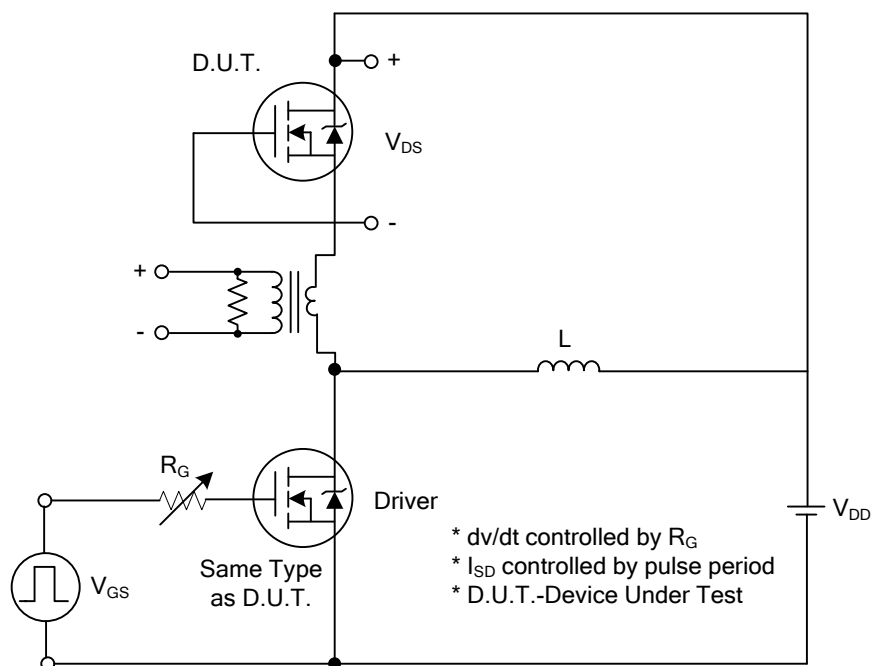 D.U.T.
+
V_DS
-
+
-
L
R_G
Driver
V_GS
Same Type
as D.U.T.
* dv/dt controlled by R_G
* I_SD controlled by pulse period
* D.U.T.-Device Under Test
V_DD